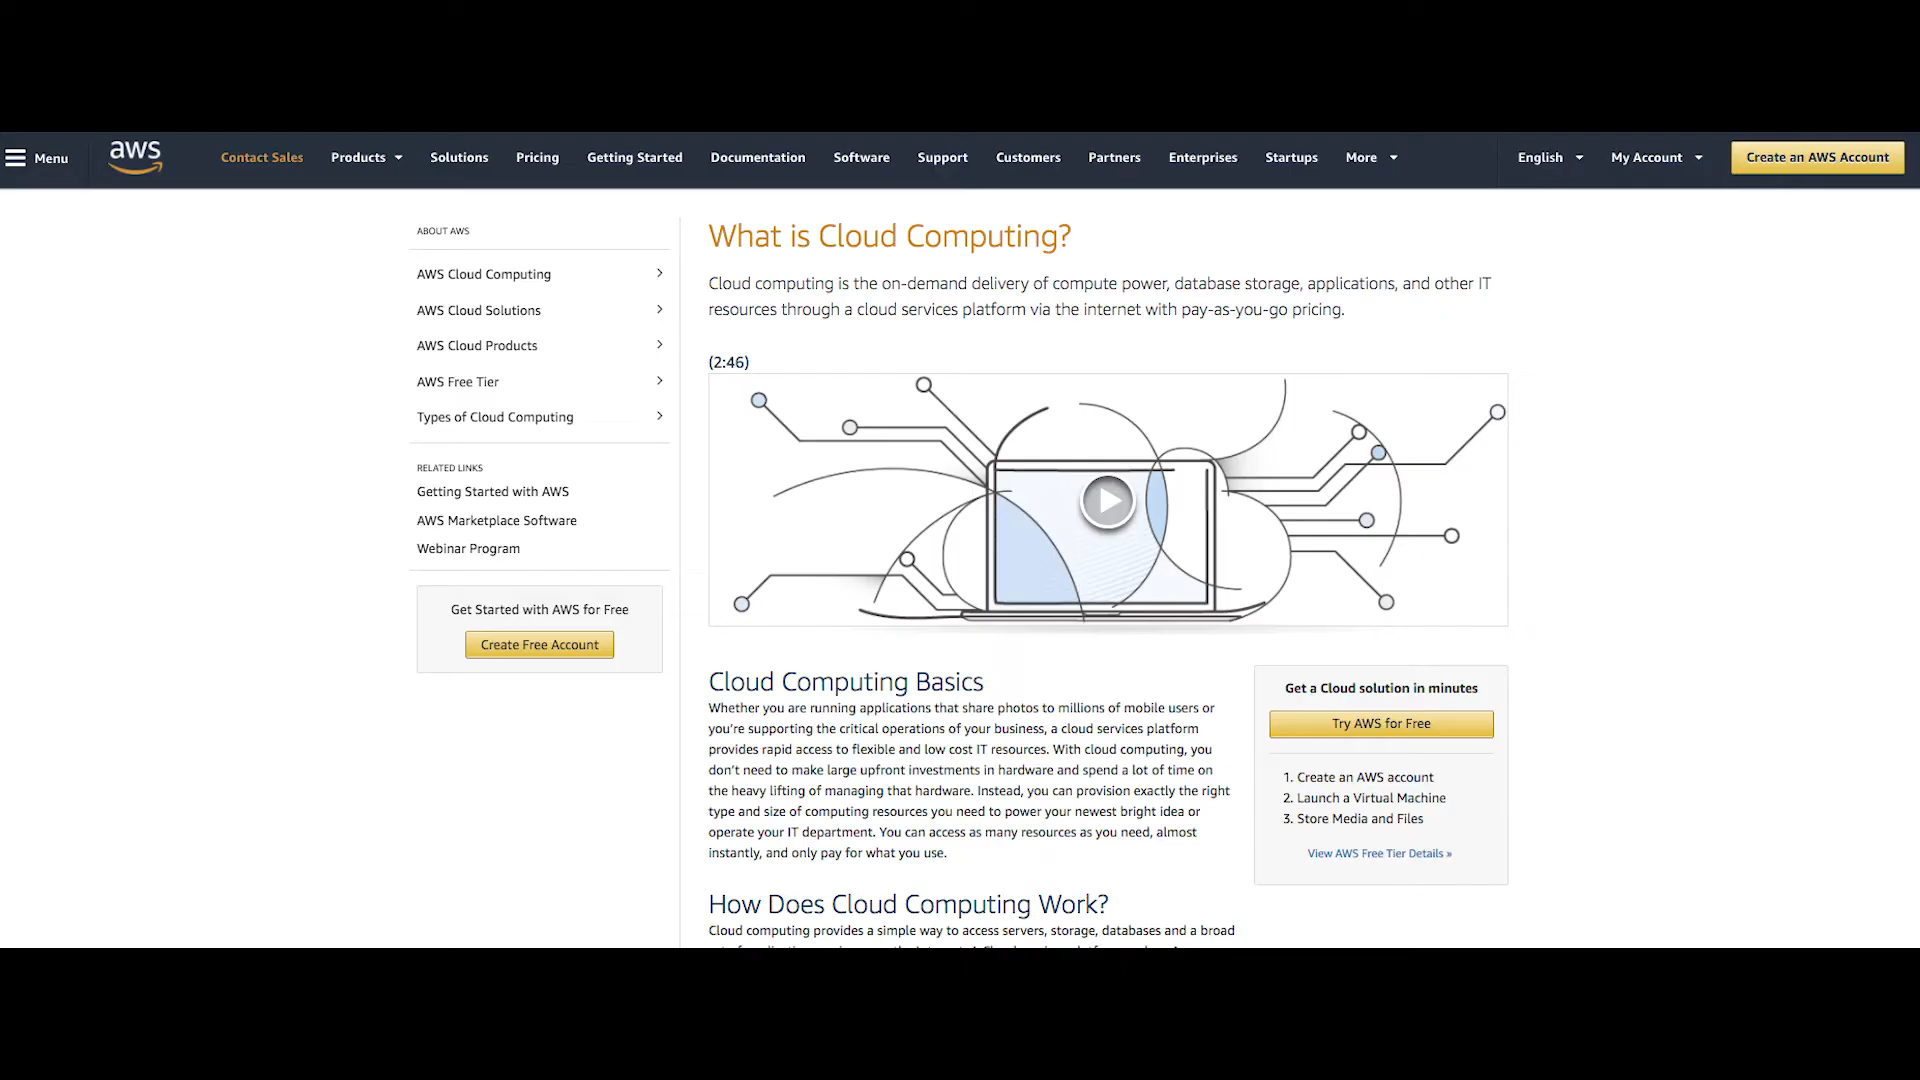 Menu
aws
Contact Sales
Products
Solutions
Pricing
Getting Started
Documentation
Software
Support
Customers
Partners
Enterprises
Startups
More
English
My Account
Create an AWS Account
ABOUT AWS
AWS Cloud Computing
AWS Cloud Solutions
AWS Cloud Products
AWS Free Tier
Types of Cloud Computing
RELATED LINKS
Getting Started with AWS
AWS Marketplace Software
Webinar Program
Get Started with AWS for Free
Create Free Account
What is Cloud Computing?
Cloud computing is the on-demand delivery of compute power, database storage, applications, and other IT
resources through a cloud services platform via the internet with pay-as-you-go pricing.
(2:46)
Cloud Computing Basics
Whether you are running applications that share photos to millions of mobile users or
you’re supporting the critical operations of your business, a cloud services platform
provides rapid access to flexible and low cost IT resources. With cloud computing, you
don’t need to make large upfront investments in hardware and spend a lot of time on
the heavy lifting of managing that hardware. Instead, you can provision exactly the right
type and size of computing resources you need to power your newest bright idea or
operate your IT department. You can access as many resources as you need, almost
instantly, and only pay for what you use.
Get a Cloud solution in minutes
Try AWS for Free
1. Create an AWS account
2. Launch a Virtual Machine
3. Store Media and Files
View AWS Free Tier Details »
How Does Cloud Computing Work?
Cloud computing provides a simple way to access servers, storage, databases and a broad